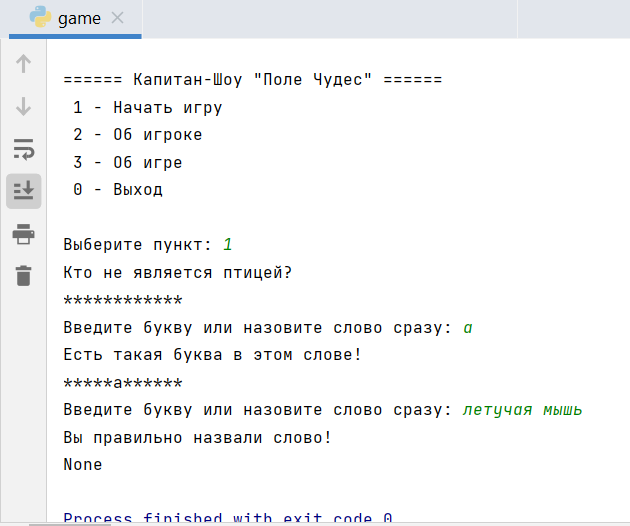 game
====== Капитан-Шоу "Поле Чудес" ======
1 - Начать игру
2 - Об игроке
3 - Об игре
0 - Выход
Выберите пункт: 1
Кто не является птицей?
************
Введите букву или назовите слово сразу: а
Есть такая буква в этом слове!
*****а******
Введите букву или назовите слово сразу: летучая мышь
Вы правильно назвали слово!
None
Process finished with exit code 0